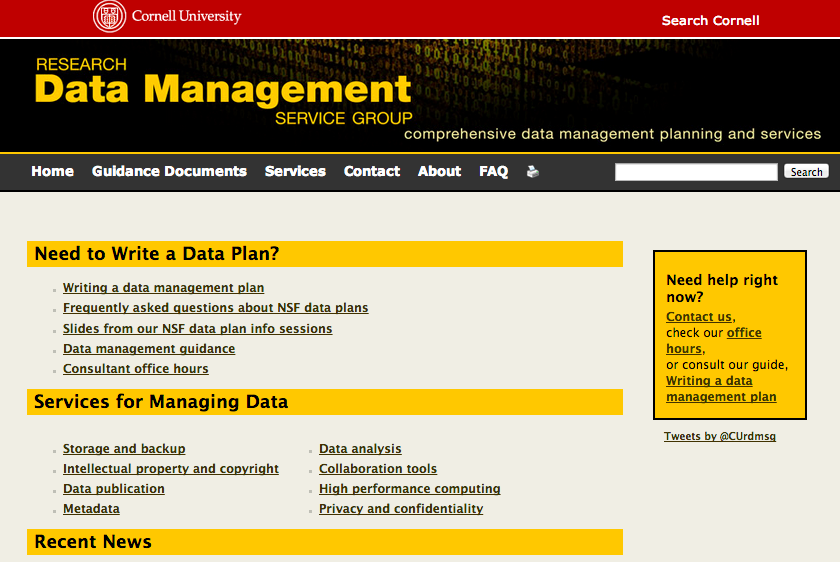 Cornell University
Search Cornell
RESEARCH
Data Management
SERVICE GROUP
comprehensive data management planning and services
Home Guidance Documents Services Contact About FAQ
Search
Need to Write a Data Plan?
Writing a data management plan
Frequently asked questions about NSF data plans
Slides from our NSF data plan info sessions
Data management guidance
Consultant office hours
Services for Managing Data
Storage and backup
Intellectual property and copyright
Data publication
Metadata
Data analysis
Collaboration tools
High performance computing
Privacy and confidentiality
Recent News
Need help right
now?
Contact us,
check our office
hours,
or consult our guide,
Writing a data
management plan
Tweets by @CUrdmsg